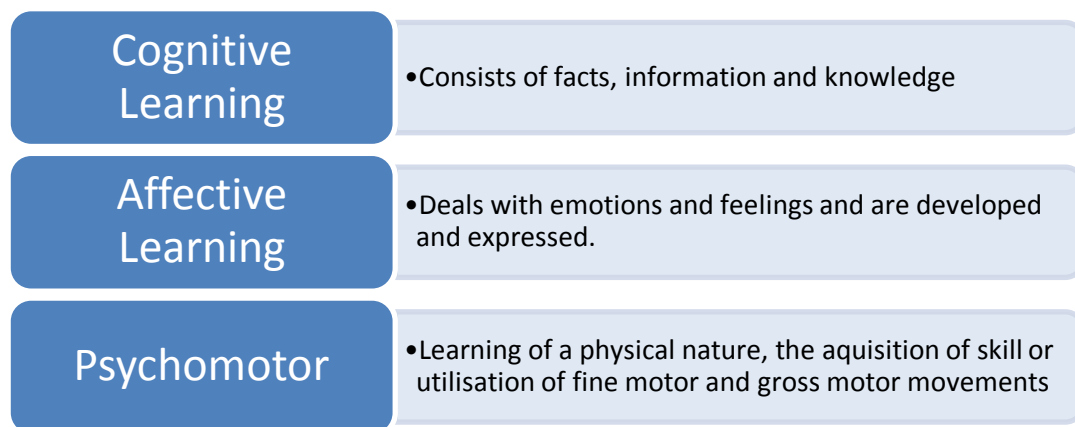 Cognitive
Learning
•Consists of facts, information and knowledge
Affective
Learning
•Deals with emotions and feelings and are developed
and expressed.
Psychomotor
•Learning of a physical nature, the aquisition of skill or
utilisation of fine motor and gross motor movements